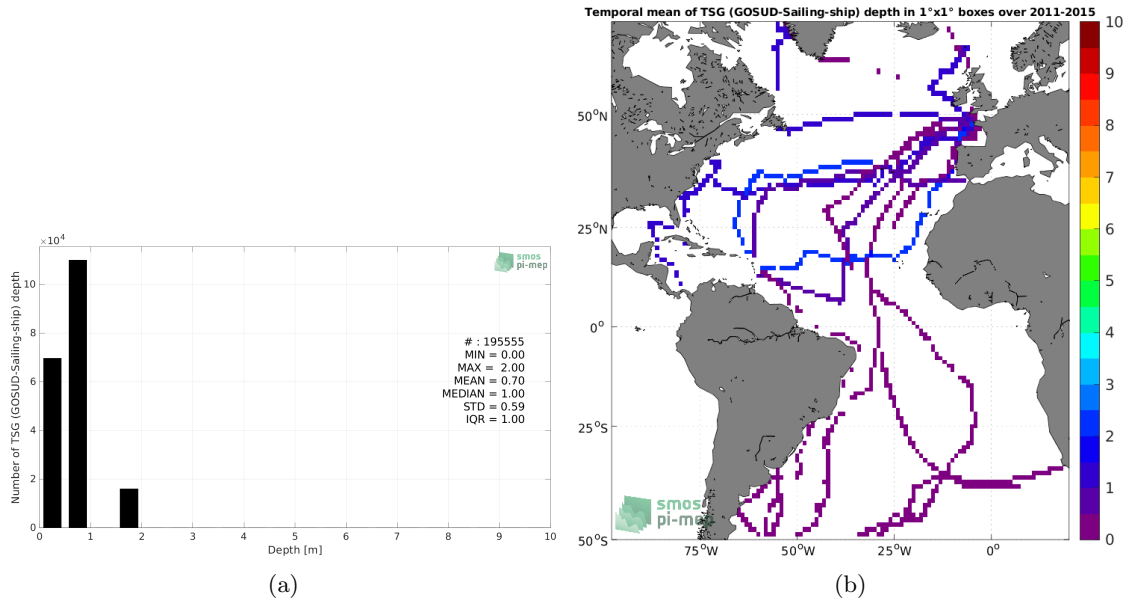 Temporal mean of TSG (GOSUD-Sailing-ship) depth in 1°x1° boxes over 2011-2015
×10⁴
10
8
6
4
2
0
Number of TSG (GOSUD-Sailing-ship) depth
smos
pi-mep
# : 195555
MIN = 0.00
MAX = 2.00
MEAN = 0.70
MEDIAN = 1.00
STD = 0.59
IQR = 1.00
0 1 2 3 4 5 6 7 8 9 10
Depth [m]
(a)
50°N
25°N
0°
25°S
50°S
smos
pi-mep
75°W 50°W 25°W 0°
10
9
8
7
6
5
4
3
2
1
0
(b)